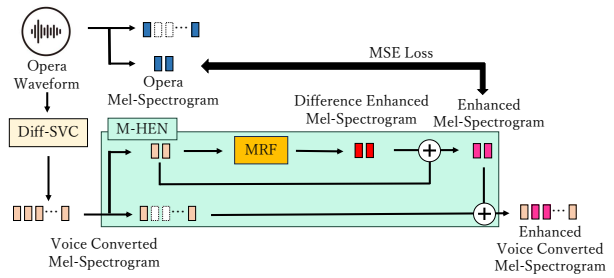 Opera
Waveform
Opera
Mel-Spectrogram
MSE Loss
Diff-SVC
M-HEN
MRF
Difference Enhanced
Mel-Spectrogram
Enhanced
Mel-Spectrogram
Voice Converted
Mel-Spectrogram
Enhanced
Voice Converted
Mel-Spectrogram